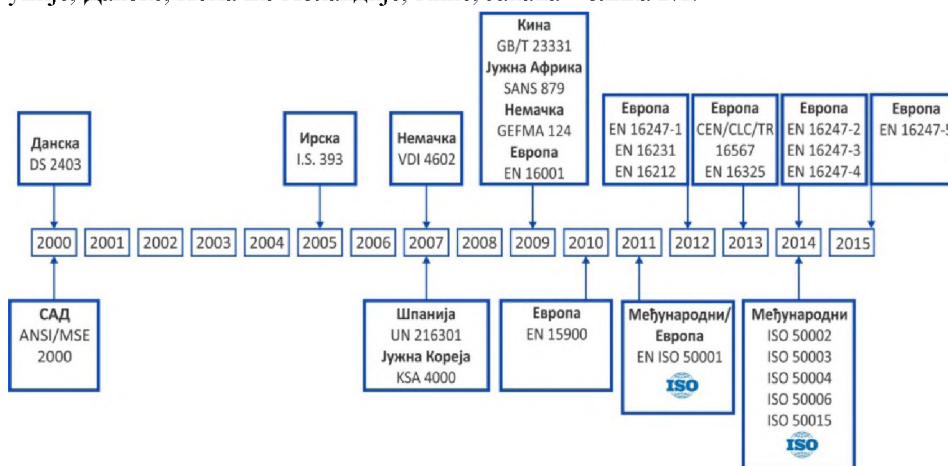 уније, Данске,
Кина
GB/T 23331
Јужна Африка
SANS 879
Немачка
GEFMA 124
Европа
EN 16001
Данска
DS 2403
Ирска
I.S. 393
Немачка
VDI 4602
Европа
EN 16247-1
EN 16231
EN 16212
Европа
CEN/CLC/TR
16567
EN 16325
Европа
EN 16247-2
EN 16247-3
EN 16247-4
Европа
EN 16247-5
2000 2001 2002 2003 2004 2005 2006 2007 2008 2009 2010 2011 2012 2013 2014 2015
САД
ANSI/MSE
2000
Шпанија
UN 216301
Јужна Кореја
KSA 4000
Европа
EN 15900
Међународни/
Европа
EN ISO 50001
ISO
Међународни
ISO 50002
ISO 50003
ISO 50004
ISO 50006
ISO 50015
ISO